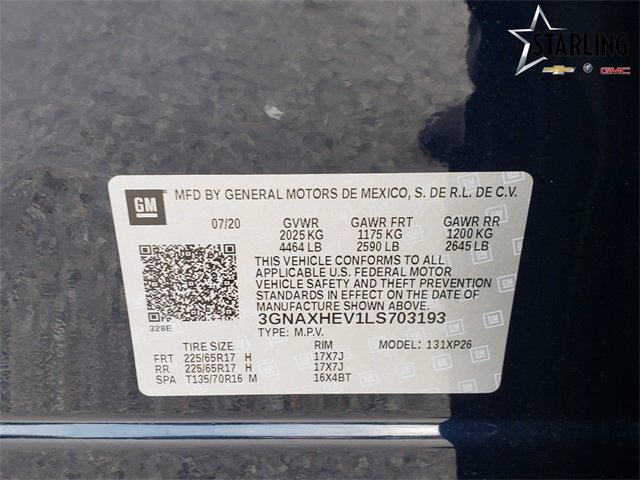 STARLING
GMC
GM
MFD BY GENERAL MOTORS DE MEXICO, S. DE R.L. DE C.V.
07/20 GVWR GAWR FRT GAWR RR
2025 KG 1175 KG 1200 KG
4464 LB 2590 LB 2645 LB
THIS VEHICLE CONFORMS TO ALL
APPLICABLE U.S. FEDERAL MOTOR
VEHICLE SAFETY AND THEFT PREVENTION
STANDARDS IN EFFECT ON THE DATE OF
MANUFACTURE SHOWN ABOVE.
3GNAXHEV1LS703193
328E
TYPE: M.P.V. MODEL: 131XP26
TIRE SIZE RIM
FRT 225/65R17 H 17X7J
RR 225/65R17 H 17X7J
SPA T135/70R16 M 16X4BT